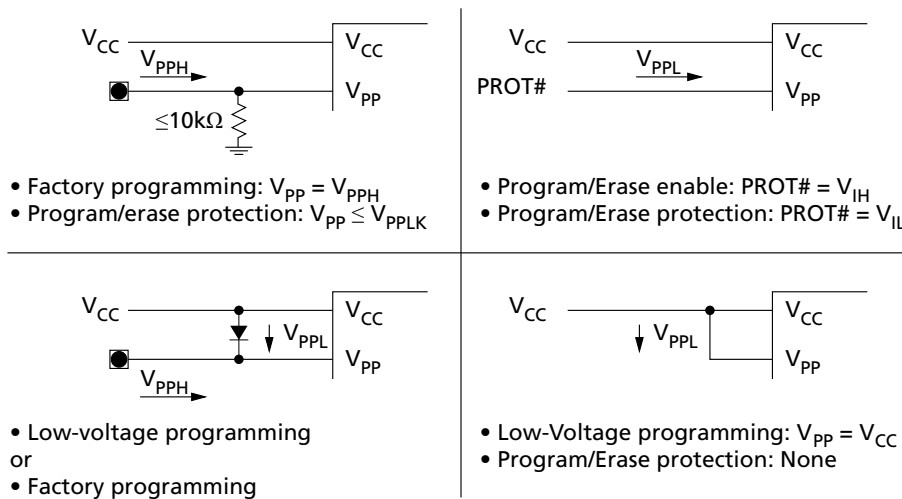 V_CC V_CC
V_PPH
V_PP
≤10kΩ
• Factory programming: V_PP = V_PPH
• Program/erase protection: V_PP ≤ V_PPLK
V_CC V_CC
V_PPL
PROT# V_PP
• Program/Erase enable: PROT# = V_IH
• Program/Erase protection: PROT# = V_IL
V_CC V_CC
V_PPL
V_PP
V_PPH
• Low-voltage programming
or
• Factory programming
V_CC V_CC
V_PPL
V_PP
• Low-Voltage programming: V_PP = V_CC
• Program/Erase protection: None